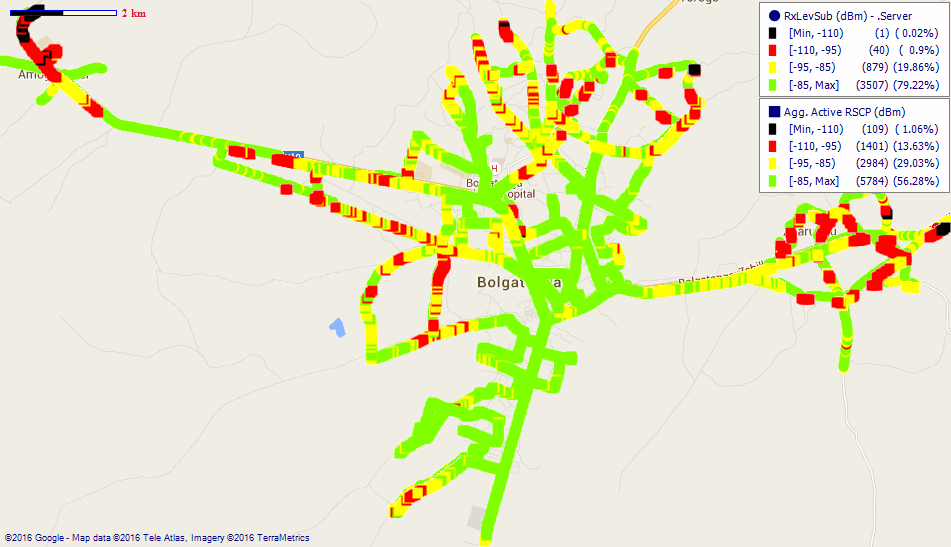 2 km
RxLevSub (dBm) - .Server
[Min, -110) (1) ( 0.02%)
[-110, -95) (40) ( 0.9%)
[-95, -85) (879) (19.86%)
[-85, Max] (3507) (79.22%)
Agg. Active RSCP (dBm)
[Min, -110) (109) ( 1.06%)
[-110, -95) (1401) (13.63%)
[-95, -85) (2984) (29.03%)
[-85, Max] (5784) (56.28%)
H
©2016 Google - Map data ©2016 Tele Atlas, Imagery ©2016 TerraMetrics